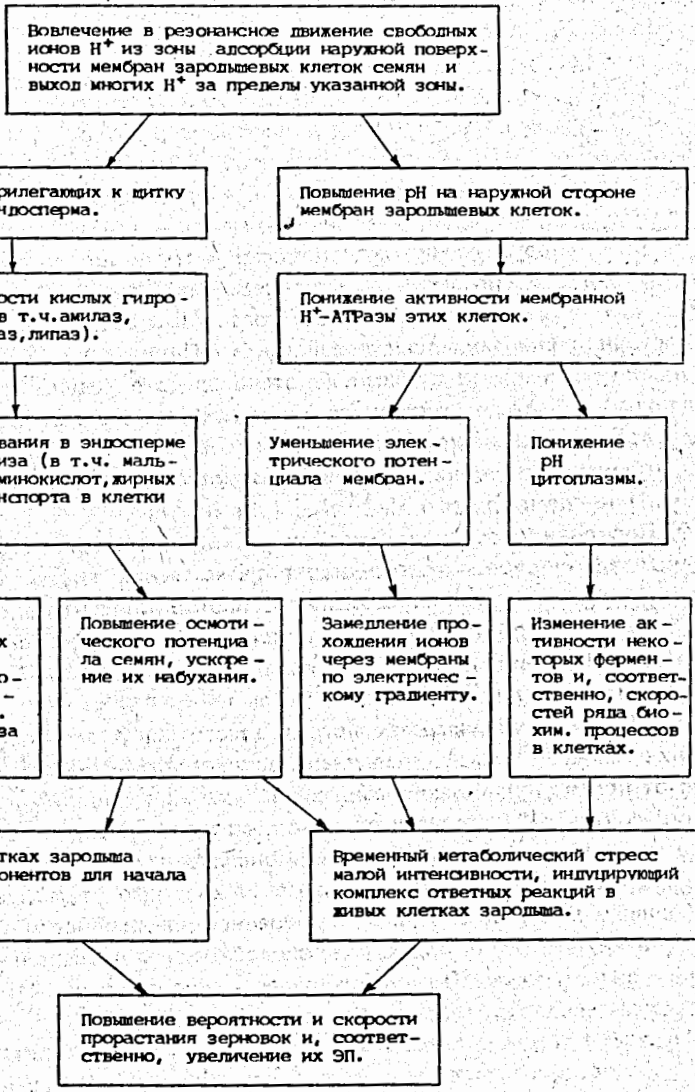 Вовлечение в резонансное движение свободных
ионов H⁺ из зоны адсорбции наружной поверх-
ности мембран зародышевых клеток семян и
выход многих H⁺ за пределы указанной зоны.
рилегающих к щитку
ндосперма.
Повышение pH на наружной стороне
мембран зародышевых клеток.
ости кислых гидро-
в т.ч.амилаз,
аз,липаз).
Понижение активности мембранной
H⁺-АТРазы этих клеток.
вания в эндосперме
иза (в т.ч. маль-
минокислот,жирных
нспорта в клетки
Уменьшение элек-
трического потен-
циала мембран.
Понижение
pH
цитоплазмы.
х
о-
-
.
за
Повышение осмоти-
ческого потенциа
ла семян, ускоре-
ние их набухания.
Замедление про-
хождения ионов
через мембраны
по электричес-
кому градиенту.
Изменение ак-
тивности неко-
торых фермен-
тов и, соответ-
ственно, скоро-
стей ряда био-
хим. процессов
в клетках.
тках зародыша
онентов для начала
Временный метаболический стресс
малой интенсивности, индуцирующий
комплекс ответных реакций в
живых клетках зародыша.
Повышение вероятности и скорости
прорастания зерновок и, соответ-
ственно, увеличение их ЭП.